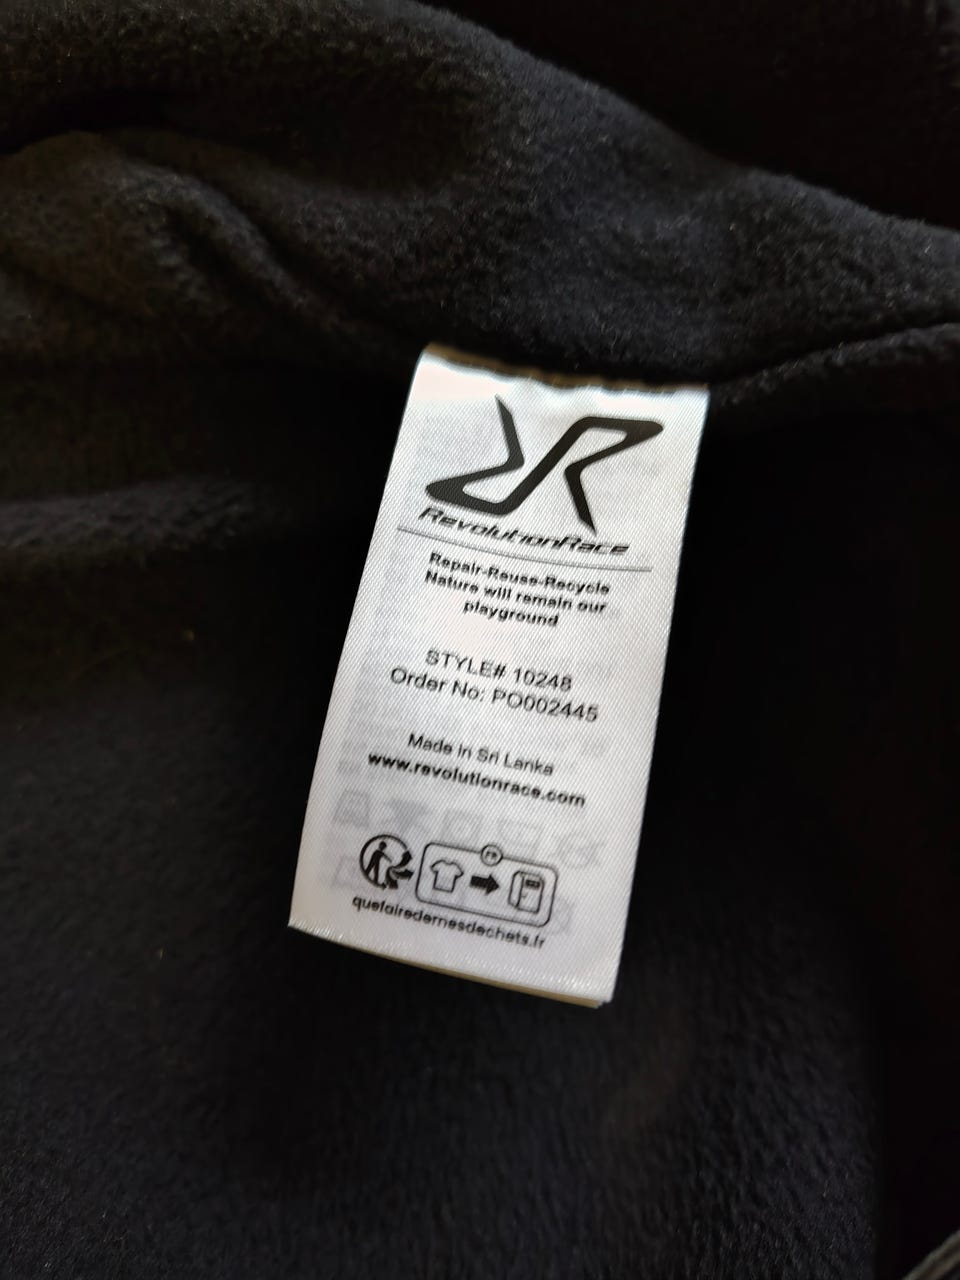 RevolutionRace
Repair-Reuse-Recycle
Nature will remain our
playground
STYLE# 10248
Order No: PO002445
Made in Sri Lanka
www.revolutionrace.com
FR
quefairedemesdechets.fr